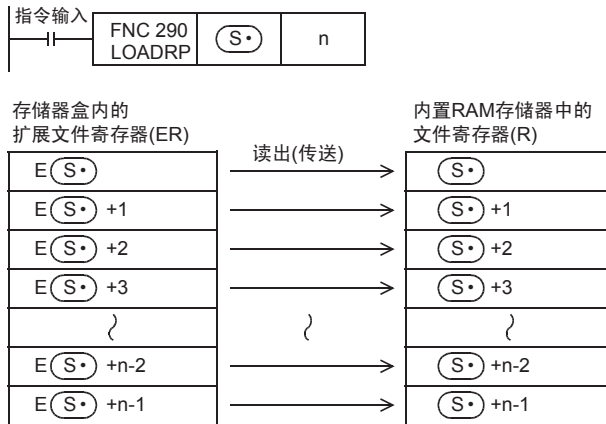 指令输入
FNC 290
LOADRP
S•
n
存储器盒内的
扩展文件寄存器(ER)
内置RAM存储器中的
文件寄存器(R)
读出(传送)
E S•
S•
E S• +1
S• +1
E S• +2
S• +2
E S• +3
S• +3
E S• +n-2
S• +n-2
E S• +n-1
S• +n-1